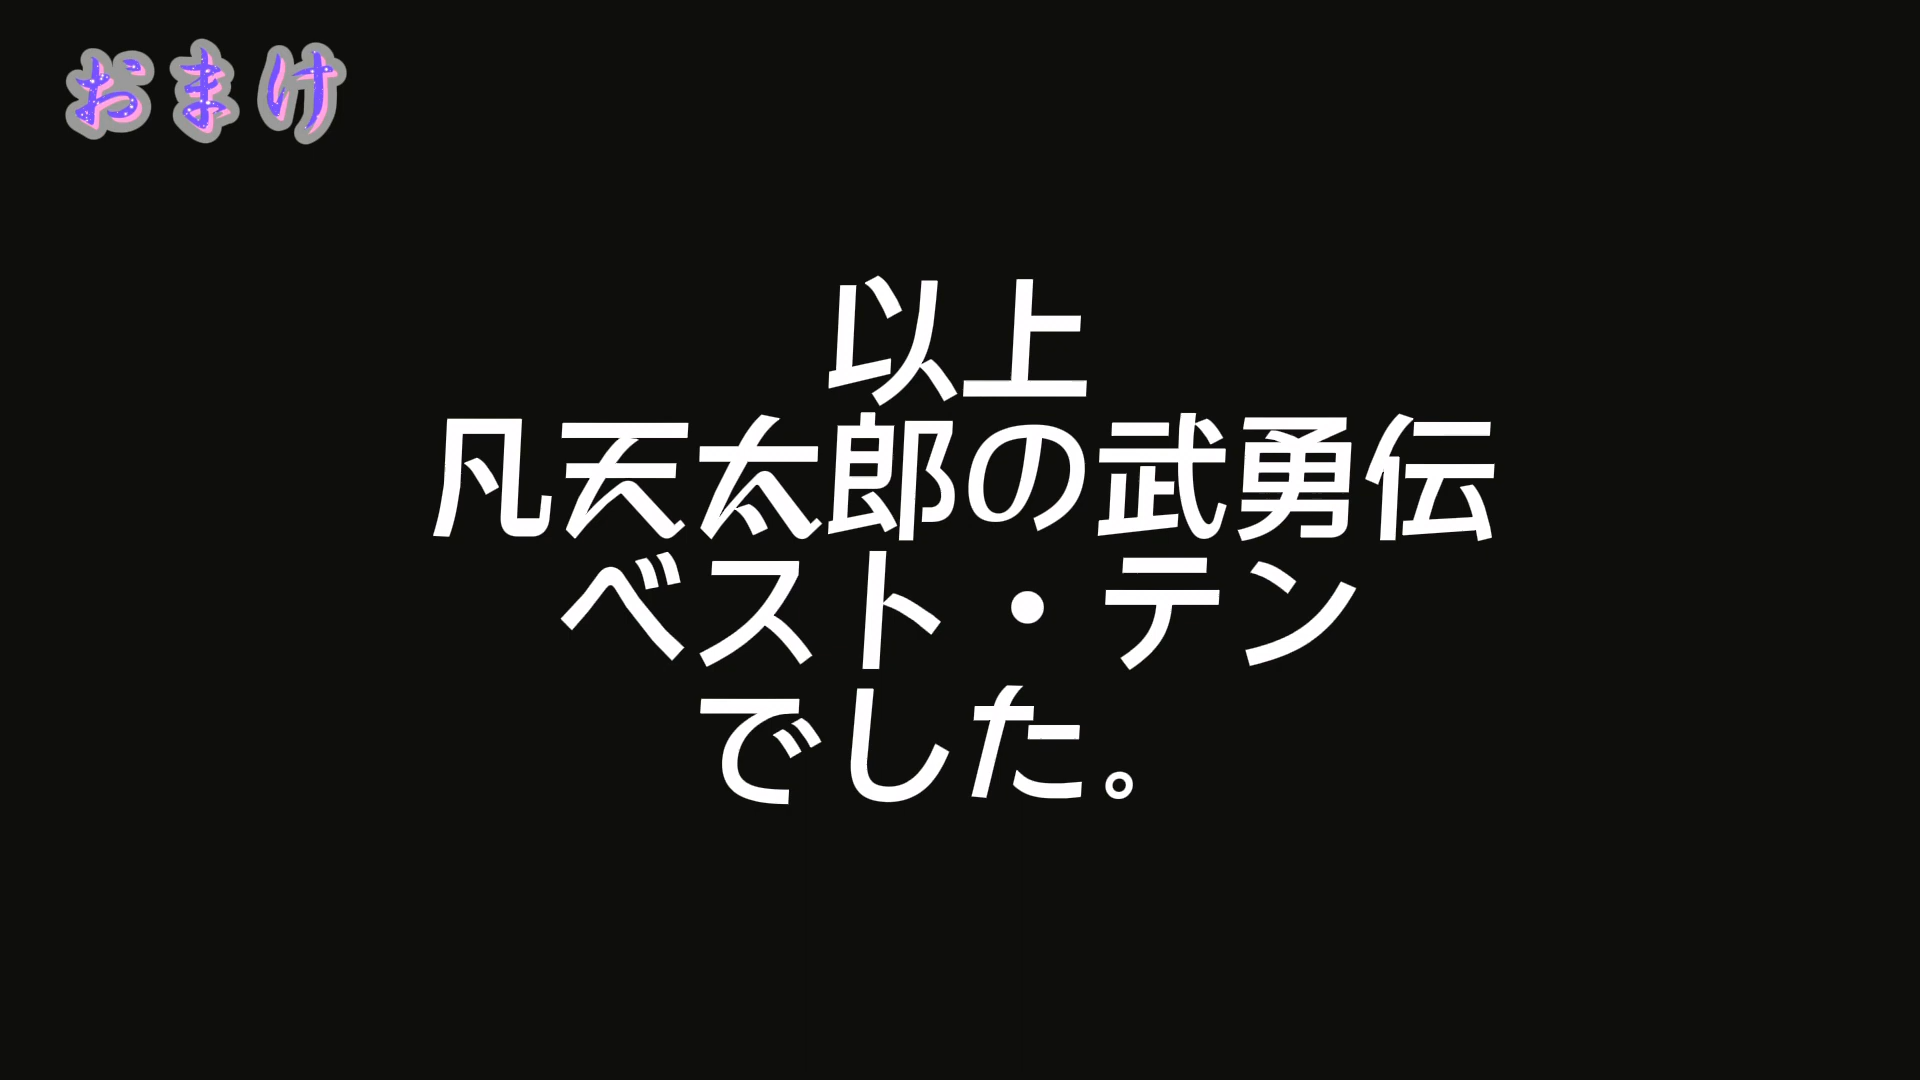 おまけ
以上
凡天太郎の武勇伝
ベスト・テン
でした。